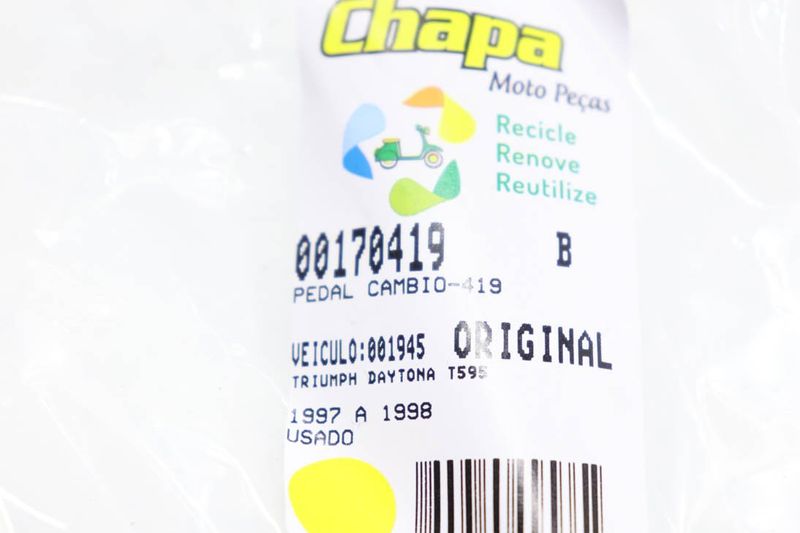 Chapa
Moto Peças
Recicle
Renove
Reutilize
00170419 B
PEDAL CAMBIO-419
VEICULO:001945 ORIGINAL
TRIUMPH DAYTONA T595
1997 A 1998
USADO